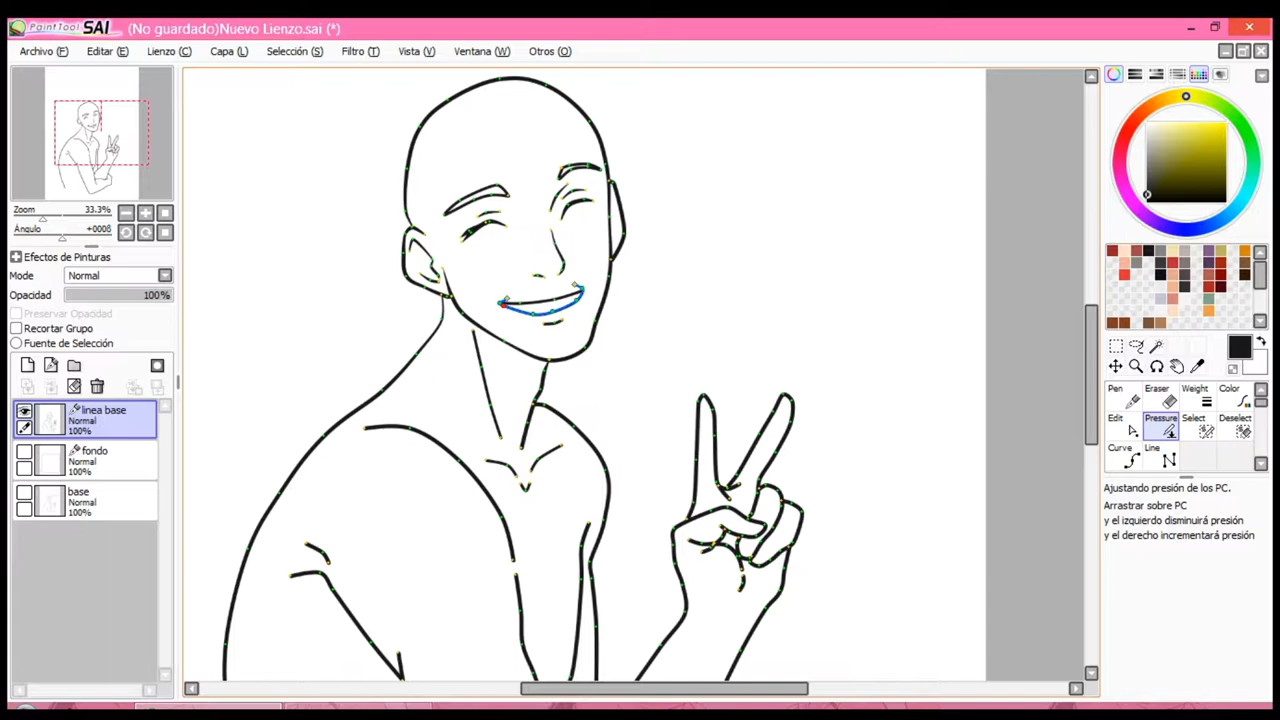 PaintTool SAI (No guardado)Nuevo Lienzo.sai (*)
Archivo (F) Editar (E) Lienzo (C) Capa (L) Selección (S) Filtro (T) Vista (V) Ventana (W) Otros (O)
Zoom 33.3%
Ángulo +0008
Efectos de Pinturas
Mode Normal
Opacidad 100%
Preservar Opacidad
Recortar Grupo
Fuente de Selección
linea base
Normal
100%
fondo
Normal
100%
base
Normal
100%
Pen Eraser Weight Color
Edit Pressure Select Deselect
Curve Line
Ajustando presión de los PC.
Arrastrar sobre PC
y el izquierdo disminuirá presión
y el derecho incrementará presión